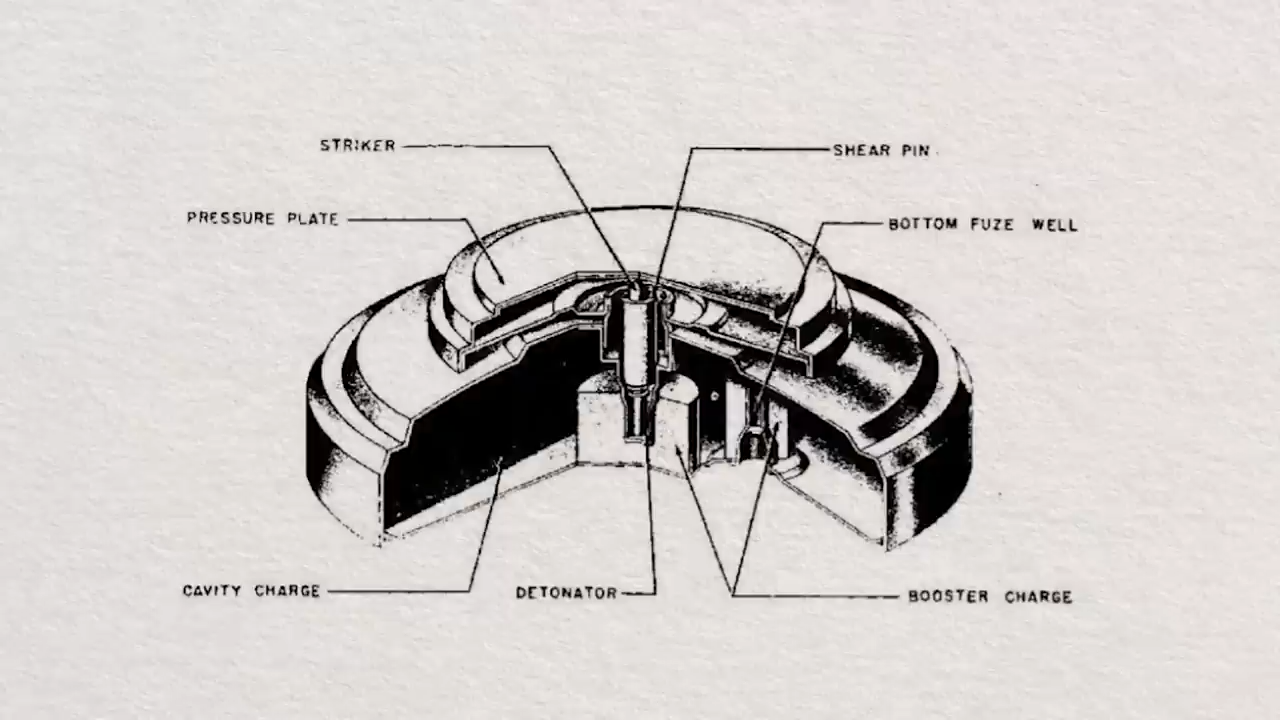 STRIKER
SHEAR PIN
PRESSURE PLATE
BOTTOM FUZE WELL
CAVITY CHARGE
DETONATOR
BOOSTER CHARGE